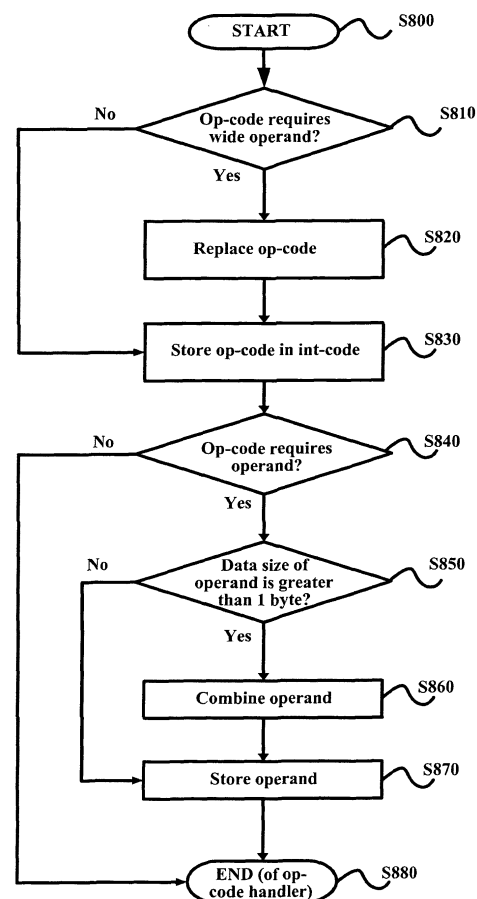 START
S800
No
Op-code requires
wide operand?
S810
Yes
Replace op-code
S820
Store op-code in int-code
S830
No
Op-code requires
operand?
S840
Yes
No
Data size of
operand is greater
than 1 byte?
S850
Yes
Combine operand
S860
Store operand
S870
END (of op-
code handler)
S880